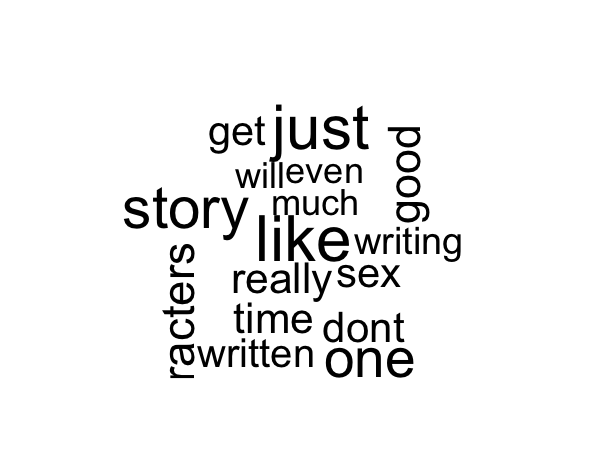 get just
good
will even
story much
like writing
racters
really sex
time dont
written one